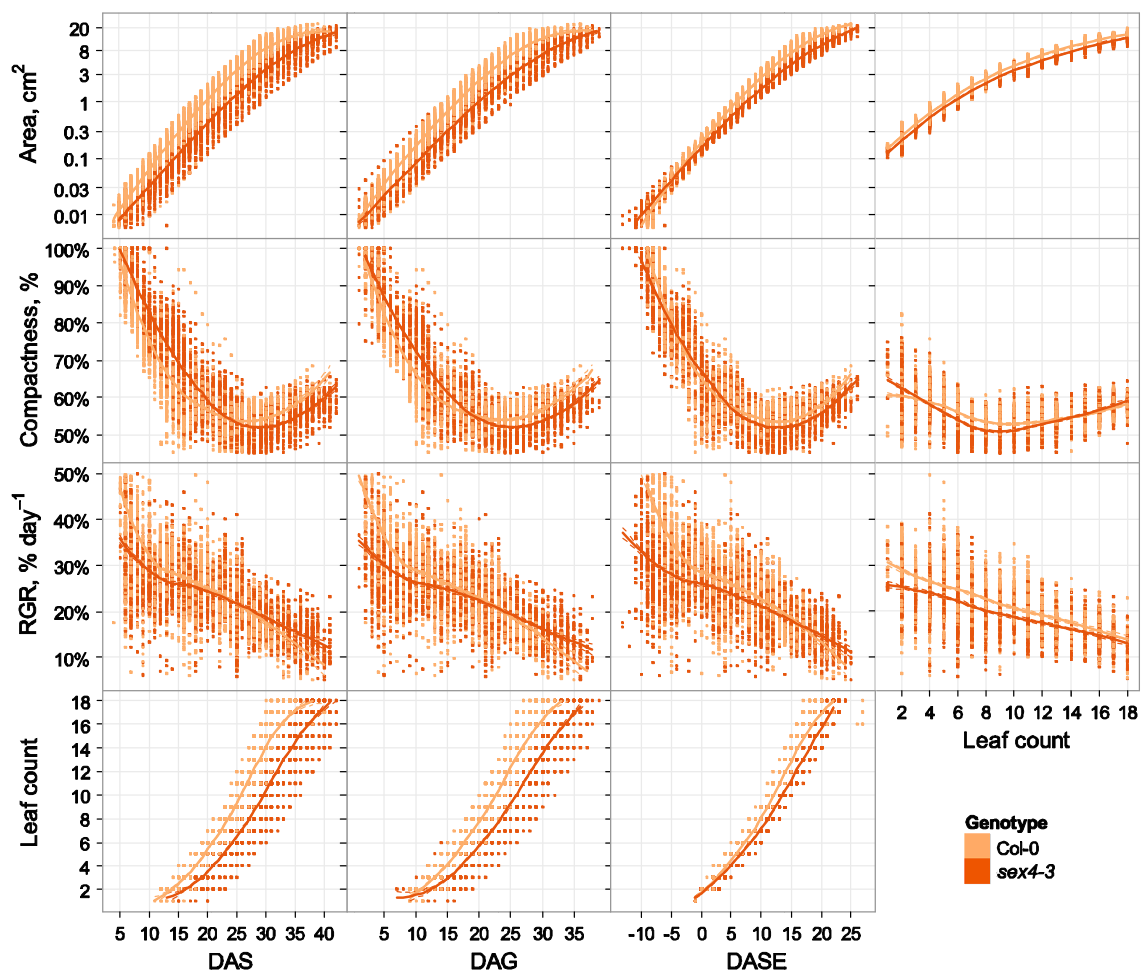 Area, cm²
20
8
3
1
0.3
0.1
0.03
0.01
Compactness, %
100%
90%
80%
70%
60%
50%
RGR, % day⁻¹
50%
40%
30%
20%
10%
Leaf count
18
16
14
12
10
8
6
4
2
2 4 6 8 10 12 14 16 18
Leaf count
Genotype
Col-0
sex4-3
5 10 15 20 25 30 35 40
DAS
5 10 15 20 25 30 35
DAG
-10 -5 0 5 10 15 20 25
DASE